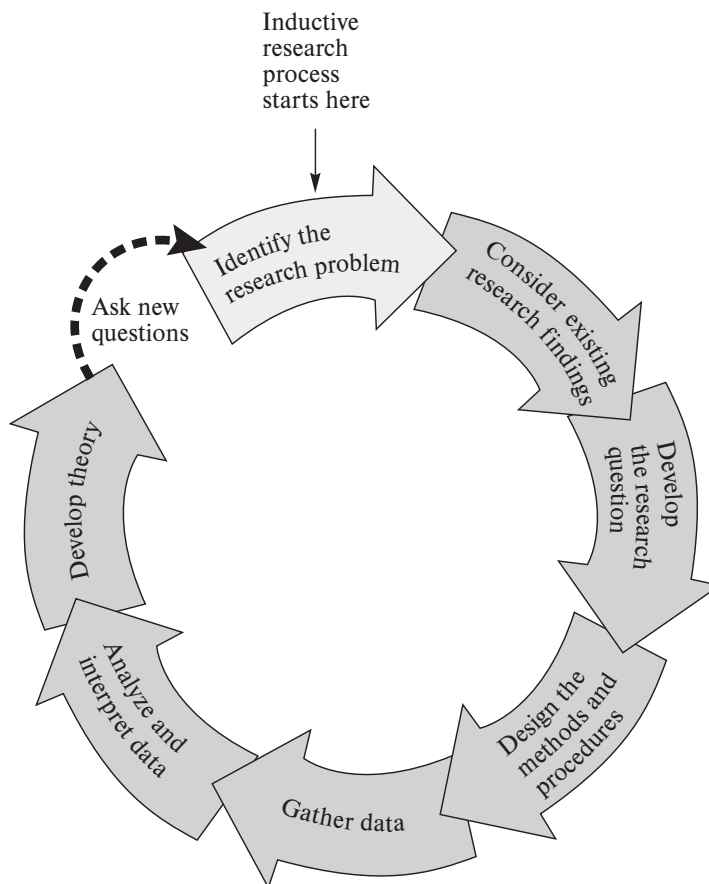 Inductive
research
process
starts here
Identify the
research problem
Consider existing
research findings
Develop
the research
question
Design the
methods and
procedures
Gather data
Analyze and
interpret data
Develop theory
Ask new
questions